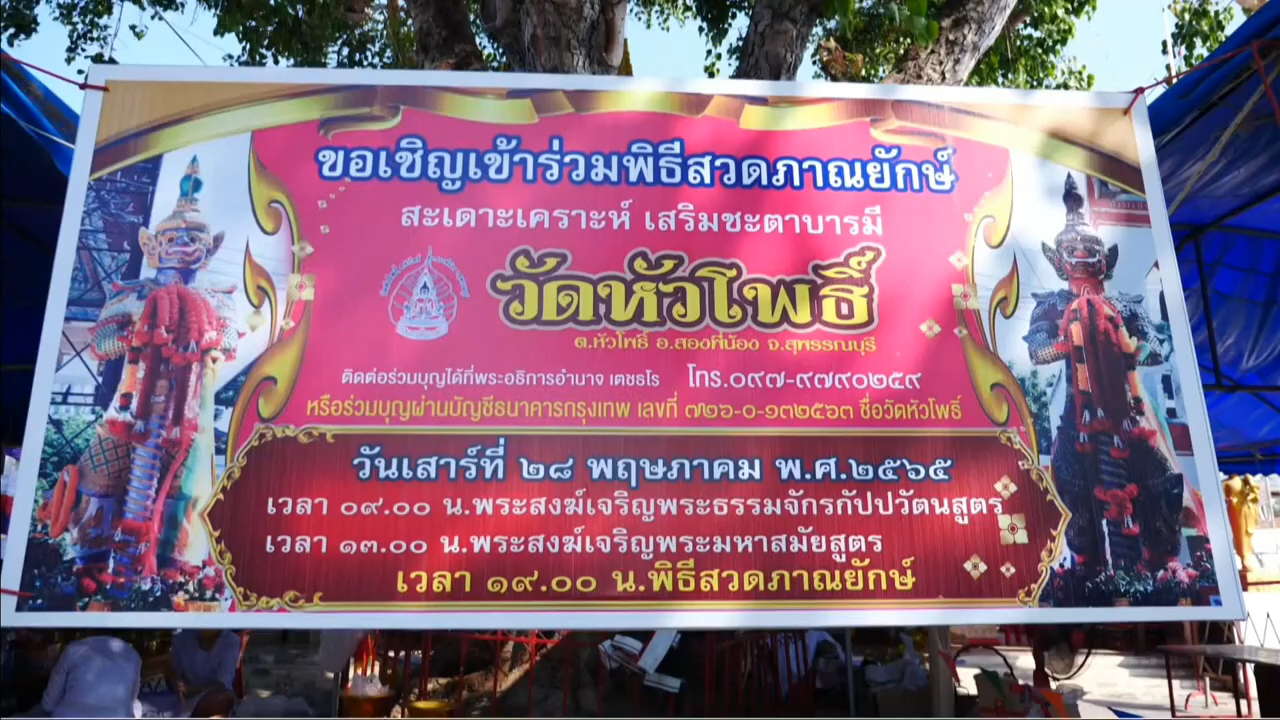 ขอเชิญเข้าร่วมพิธีสวดภาณยักษ์
สะเดาะเคราะห์ เสริมชะตาบารมี
วัดหัวโพธิ์
ต.หัวโพธิ์ อ.สองพี่น้อง จ.สุพรรณบุรี
ติดต่อร่วมบุญได้ที่พระอธิการอำนาจ เตชธโร โทร.๐๙๗-๙๗๙๐๒๕๙
หรือร่วมบุญผ่านบัญชีธนาคารกรุงเทพ เลขที่ ๗๒๖-๐-๑๓๒๕๖๓ ชื่อวัดหัวโพธิ์
วันเสาร์ที่ ๒๘ พฤษภาคม พ.ศ.๒๕๖๕
เวลา ๐๙.๐๐ น.พระสงฆ์เจริญพระธรรมจักรกัปปวัตนสูตร
เวลา ๑๓.๐๐ น.พระสงฆ์เจริญพระมหาสมัยสูตร
เวลา ๑๙.๐๐ น.พิธีสวดภาณยักษ์